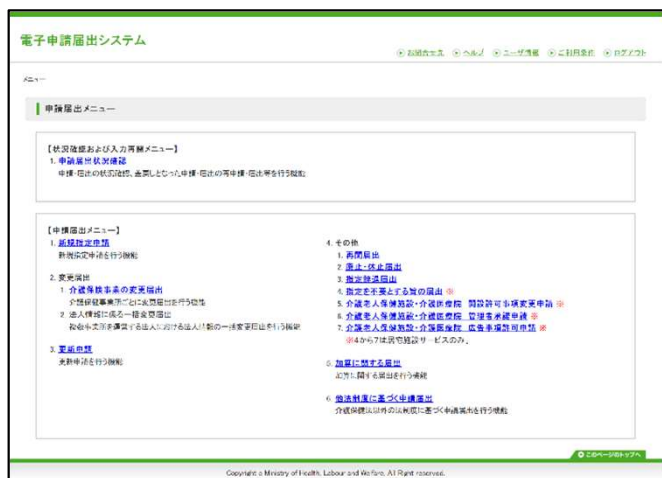 電子申請届出システム
お問合せ先 ヘルプ ユーザ情報 ご利用条件 ログアウト
メニュー
申請届出メニュー
【状況確認および入力再開メニュー】
1. 申請届出状況確認
申請・届出の状況確認、差戻しとなった申請・届出の再申請・届出等を行う機能
【申請届出メニュー】
1. 新規指定申請
新規指定申請を行う機能
2. 変更届出
1. 介護保険事業の変更届出
介護保険事業所ごとに変更届出を行う機能
2. 法人情報に係る一括変更届出
複数事業所を運営する法人における法人情報の一括変更届出を行う機能
3. 更新申請
更新申請を行う機能
4. その他
1. 再開届出
2. 廃止・休止届出
3. 指定辞退届出
4. 指定を不要とする旨の届出 ※
5. 介護老人保健施設・介護医療院 開設許可事項変更申請 ※
6. 介護老人保健施設・介護医療院 管理者承認申請 ※
7. 介護老人保健施設・介護医療院 広告事項許可申請 ※
※4から7は居宅施設サービスのみ。
5. 加算に関する届出
加算に関する届出を行う機能
6. 他法制度に基づく申請届出
介護保険法以外の法制度に基づく申請届出を行う機能
このページのトップへ
Copyright © Ministry of Health, Labour and Welfare, All Right reserved.